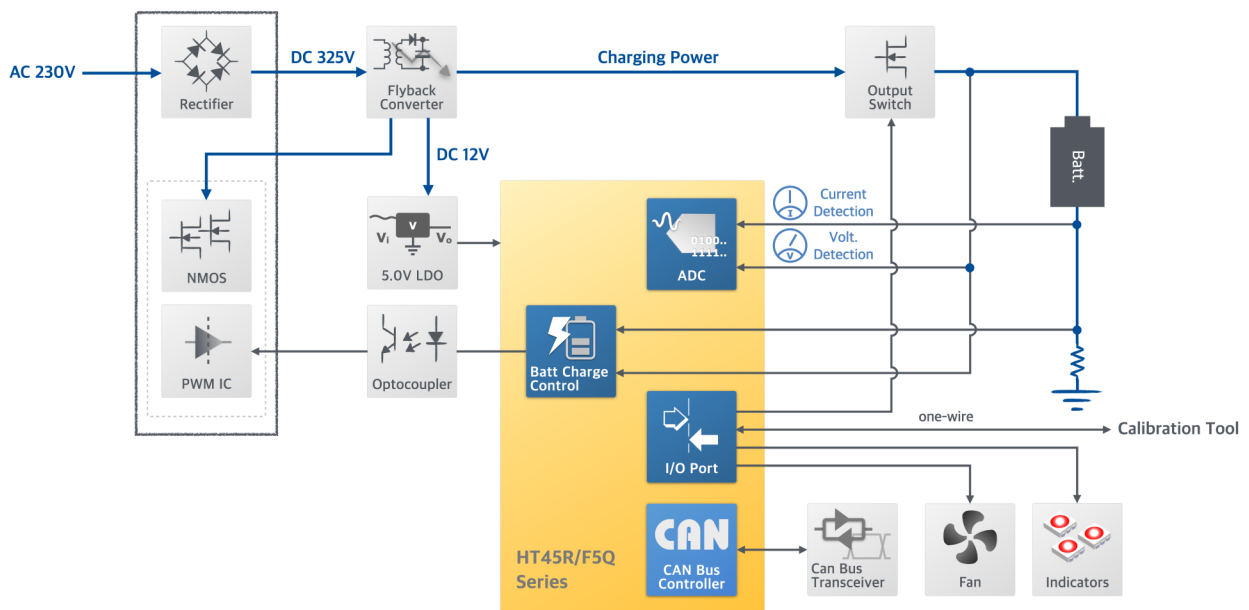 AC 230V
Rectifier
DC 325V
Flyback
Converter
Charging Power
Output
Switch
DC 12V
Batt.
NMOS
V
Vi
Vo
5.0V LDO
0100..
1111..
ADC
I
Current
Detection
V
Volt.
Detection
PWM IC
Optocoupler
Batt Charge
Control
I/O Port
one-wire
Calibration Tool
HT45R/F5Q
Series
CAN
CAN Bus
Controller
Can Bus
Transceiver
Fan
Indicators